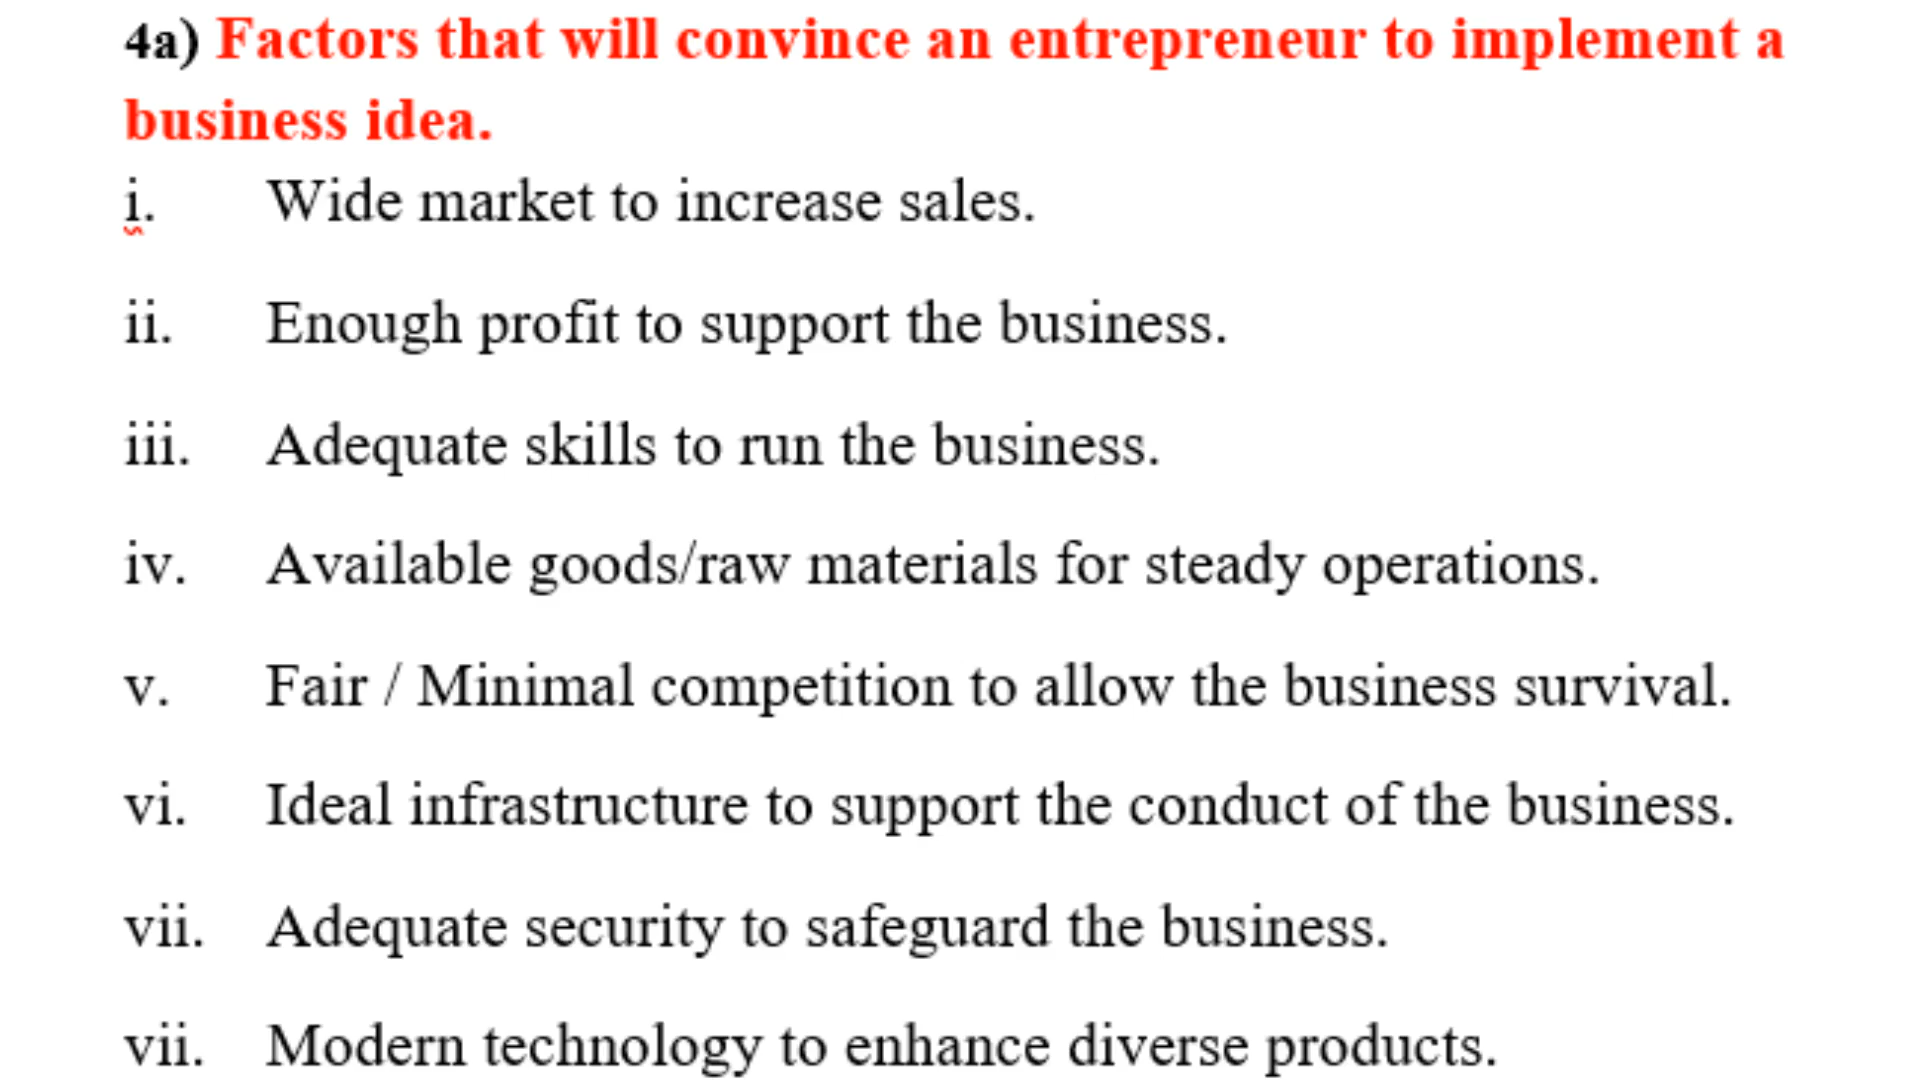 4a) Factors that will convince an entrepreneur to implement a
business idea.
i. Wide market to increase sales.
ii. Enough profit to support the business.
iii. Adequate skills to run the business.
iv. Available goods/raw materials for steady operations.
v. Fair / Minimal competition to allow the business survival.
vi. Ideal infrastructure to support the conduct of the business.
vii. Adequate security to safeguard the business.
vii. Modern technology to enhance diverse products.